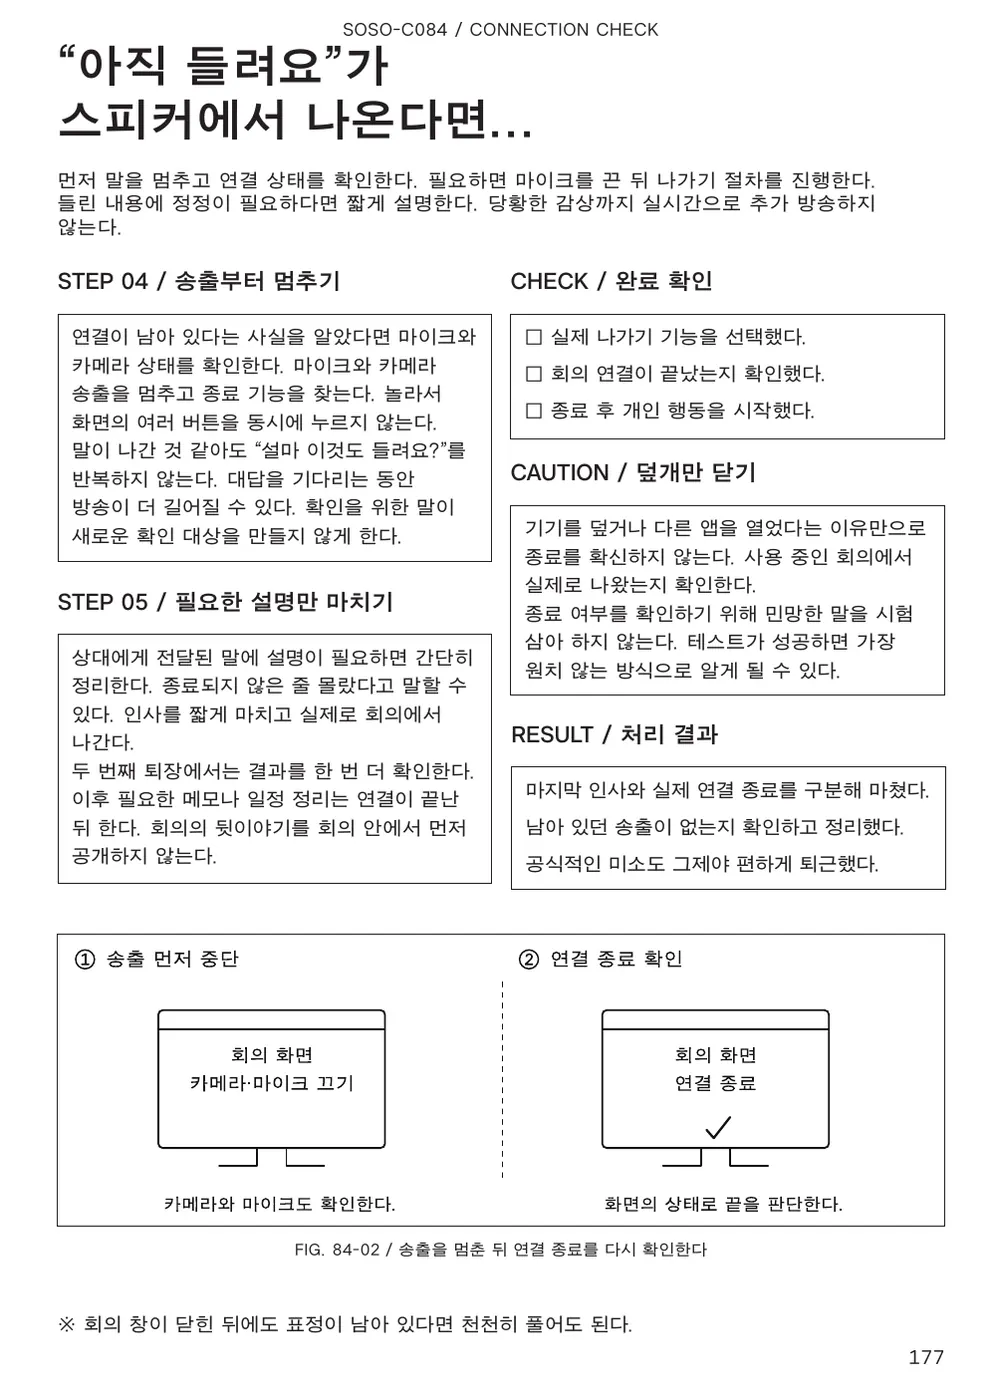 SOSO-C084 / CONNECTION CHECK
“아직 들려요”가
스피커에서 나온다면...
먼저 말을 멈추고 연결 상태를 확인한다. 필요하면 마이크를 끈 뒤 나가기 절차를 진행한다.
들린 내용에 정정이 필요하다면 짧게 설명한다. 당황한 감상까지 실시간으로 추가 방송하지
않는다.
STEP 04 / 송출부터 멈추기
연결이 남아 있다는 사실을 알았다면 마이크와
카메라 상태를 확인한다. 마이크와 카메라
송출을 멈추고 종료 기능을 찾는다. 놀라서
화면의 여러 버튼을 동시에 누르지 않는다.
말이 나간 것 같아도 “설마 이것도 들려요?”를
반복하지 않는다. 대답을 기다리는 동안
방송이 더 길어질 수 있다. 확인을 위한 말이
새로운 확인 대상을 만들지 않게 한다.
STEP 05 / 필요한 설명만 마치기
상대에게 전달된 말에 설명이 필요하면 간단히
정리한다. 종료되지 않은 줄 몰랐다고 말할 수
있다. 인사를 짧게 마치고 실제로 회의에서
나간다.
두 번째 퇴장에서는 결과를 한 번 더 확인한다.
이후 필요한 메모나 일정 정리는 연결이 끝난
뒤 한다. 회의의 뒷이야기를 회의 안에서 먼저
공개하지 않는다.
CHECK / 완료 확인
□ 실제 나가기 기능을 선택했다.
□ 회의 연결이 끝났는지 확인했다.
□ 종료 후 개인 행동을 시작했다.
CAUTION / 덮개만 닫기
기기를 덮거나 다른 앱을 열었다는 이유만으로
종료를 확신하지 않는다. 사용 중인 회의에서
실제로 나왔는지 확인한다.
종료 여부를 확인하기 위해 민망한 말을 시험
삼아 하지 않는다. 테스트가 성공하면 가장
원치 않는 방식으로 알게 될 수 있다.
RESULT / 처리 결과
마지막 인사와 실제 연결 종료를 구분해 마쳤다.
남아 있던 송출이 없는지 확인하고 정리했다.
공식적인 미소도 그제야 편하게 퇴근했다.
① 송출 먼저 중단
회의 화면
카메라·마이크 끄기
카메라와 마이크도 확인한다.
② 연결 종료 확인
회의 화면
연결 종료
화면의 상태로 끝을 판단한다.
FIG. 84-02 / 송출을 멈춘 뒤 연결 종료를 다시 확인한다
※ 회의 창이 닫힌 뒤에도 표정이 남아 있다면 천천히 풀어도 된다.
177